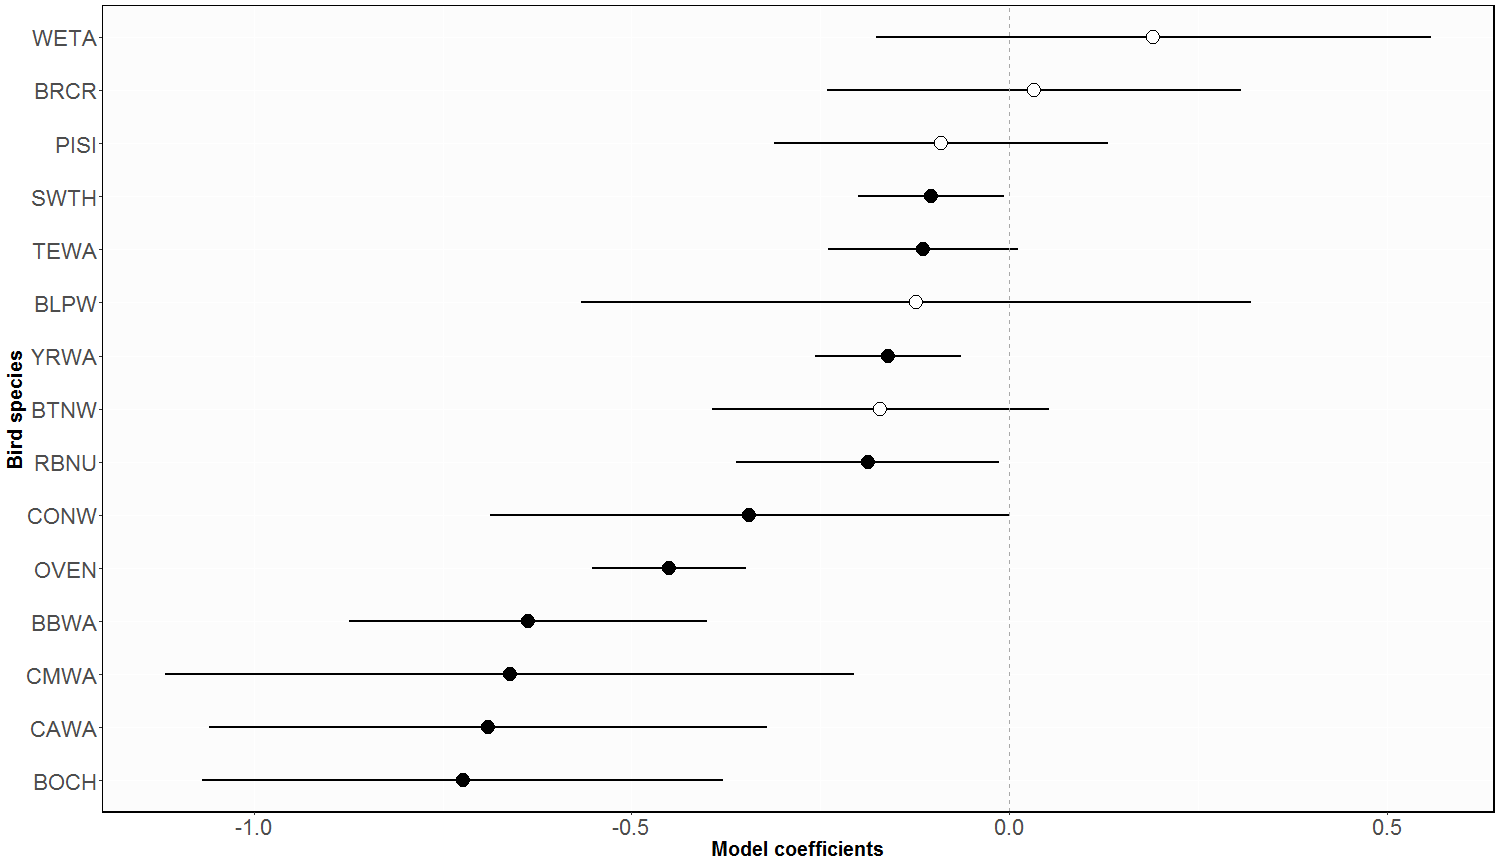 WETA
BRCR
PISI
SWTH
TEWA
BLPW
YRWA
BTNW
RBNU
CONW
OVEN
BBWA
CMWA
CAWA
BOCH
Bird species
-1.0 -0.5 0.0 0.5
Model coefficients